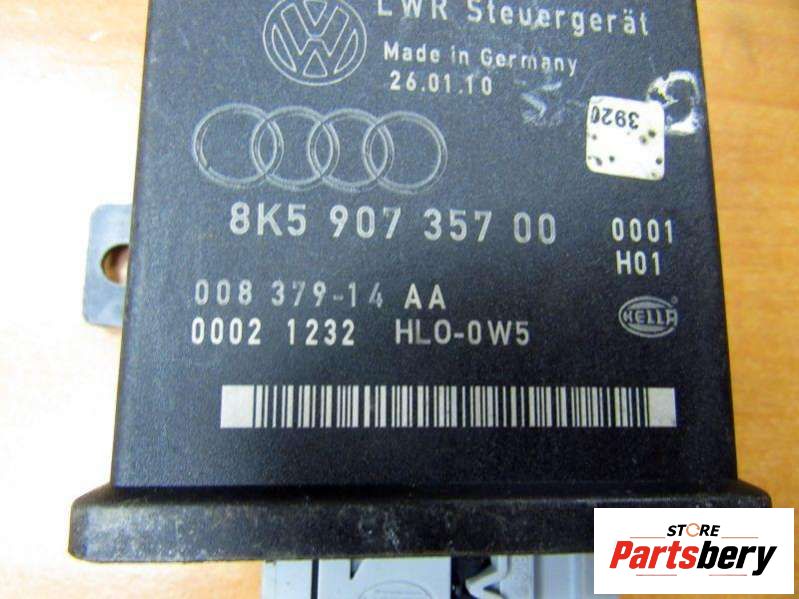 LWR Steuergerät
Made in Germany
26.01.10
3920
8K5 907 357 00
0001
H01
008 379-14 AA
0002 1232 HLO-0W5
HELLA
STORE
Partsbery